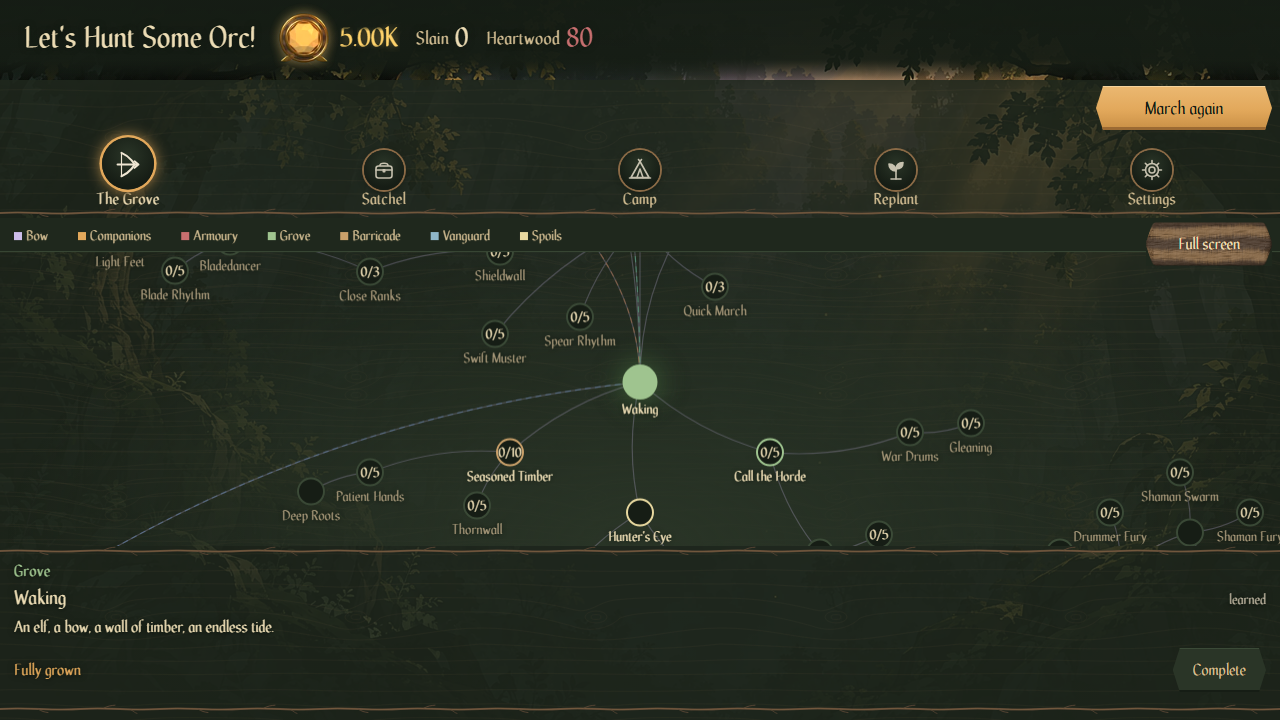 Let's Hunt Some Orc!
5.00K
Slain 0
Heartwood 80
March again
The Grove
Satchel
Camp
Replant
Settings
Bow
Companions
Armoury
Grove
Barricade
Vanguard
Spoils
Full screen
Light Feet
0/5
Blade Rhythm
Bladedancer
0/3
Close Ranks
Shieldwall
0/5
Swift Muster
0/5
Spear Rhythm
0/3
Quick March
Waking
0/10
Seasoned Timber
0/5
Patient Hands
Deep Roots
0/5
Thornwall
Hunter's Eye
0/5
Call the Horde
0/5
War Drums
0/5
Gleaning
0/5
0/5
Shaman Swarm
0/5
Drummer Fury
0/5
Shaman Fury
Grove
Waking
learned
An elf, a bow, a wall of timber, an endless tide.
Fully grown
Complete